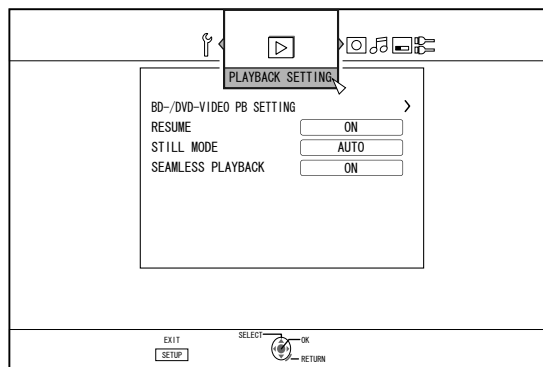 PLAYBACK SETTING
BD-/DVD-VIDEO PB SETTING
RESUME ON
STILL MODE AUTO
SEAMLESS PLAYBACK ON
EXIT
SETUP
SELECT
OK
RETURN